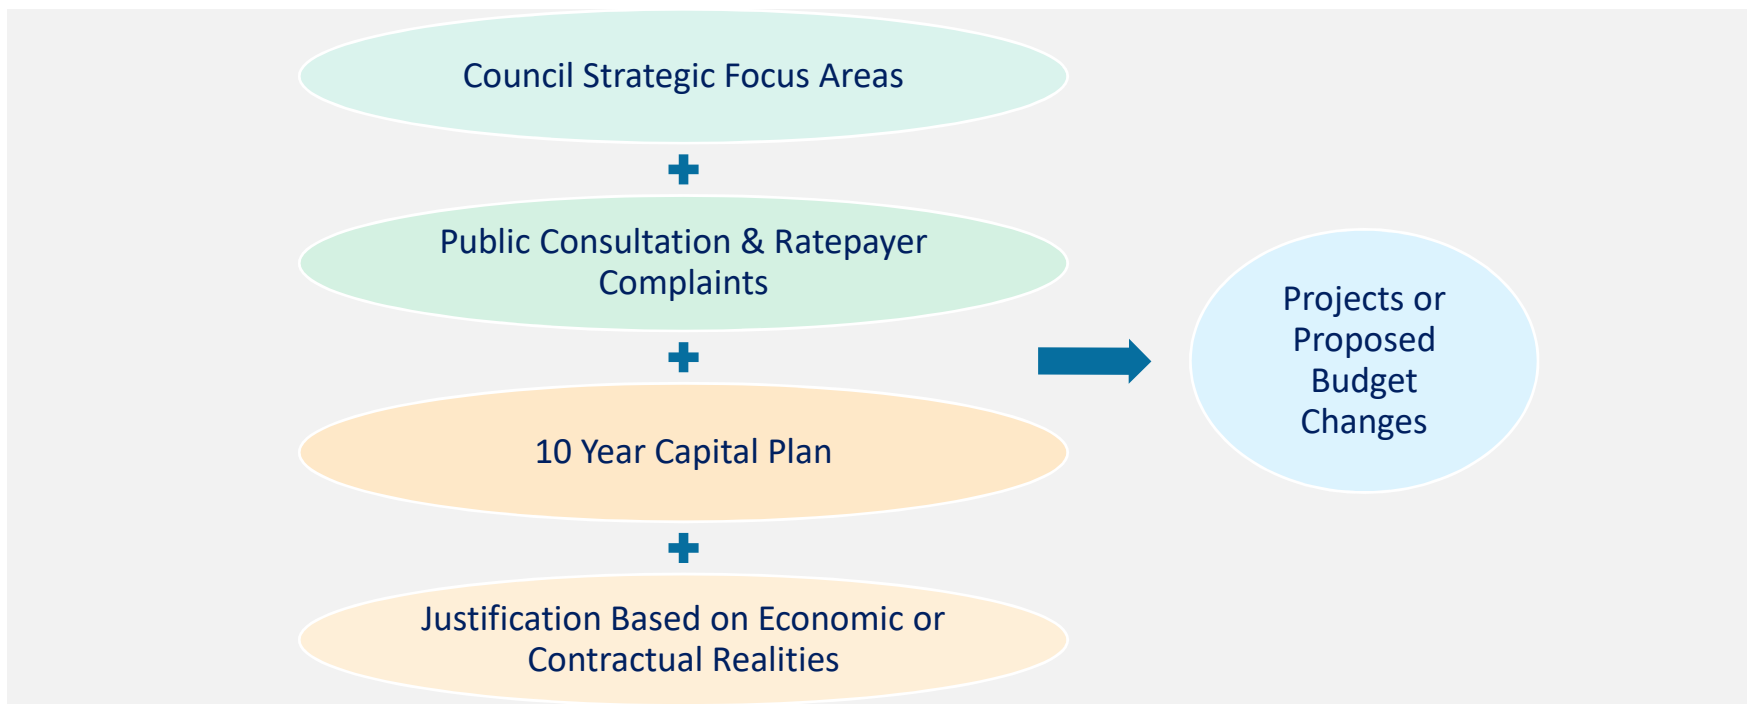 Council Strategic Focus Areas
Public Consultation & Ratepayer
Complaints
10 Year Capital Plan
Justification Based on Economic or
Contractual Realities
Projects or
Proposed
Budget
Changes